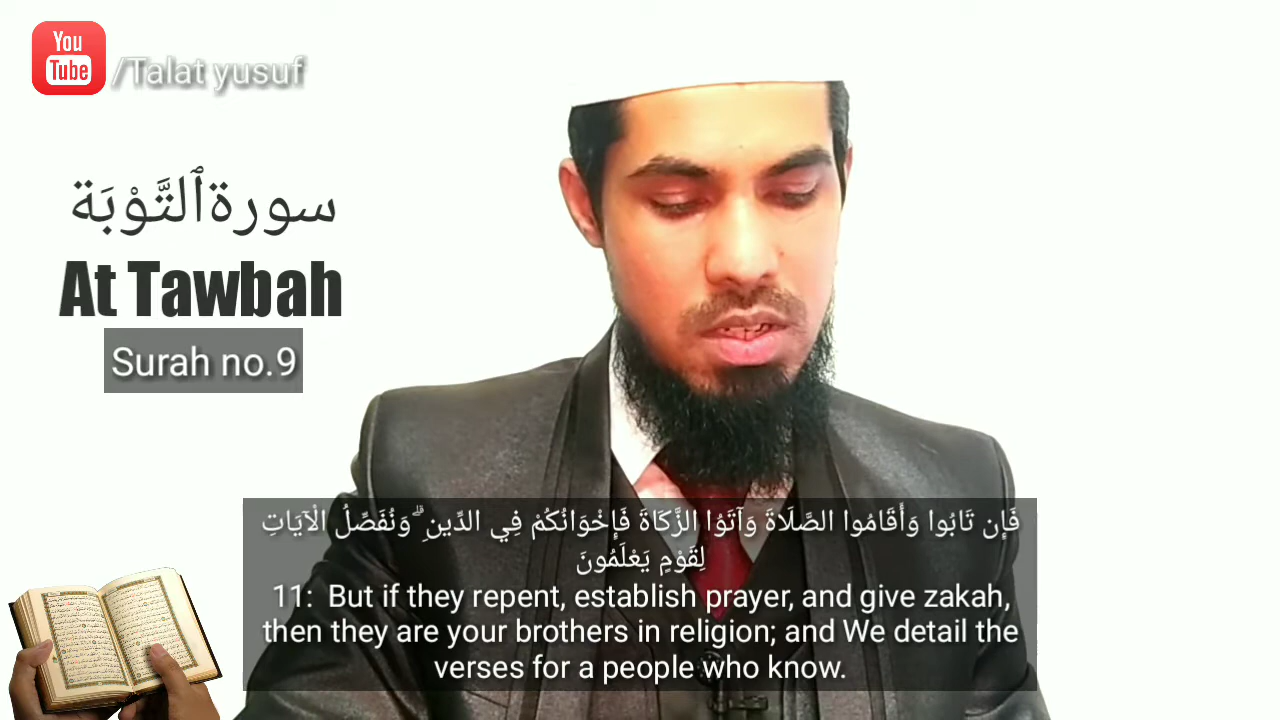 You
Tube
/Talat yusuf
سورةٱلتَّوْبَة
At Tawbah
Surah no.9
فَإِن تَابُوا وَأَقَامُوا الصَّلَاةَ وَآتَوُا الزَّكَاةَ فَإِخْوَانُكُمْ فِي الدِّينِ ۗ وَنُفَصِّلُ الْآيَاتِ
لِقَوْمٍ يَعْلَمُونَ
11: But if they repent, establish prayer, and give zakah,
then they are your brothers in religion; and We detail the
verses for a people who know.